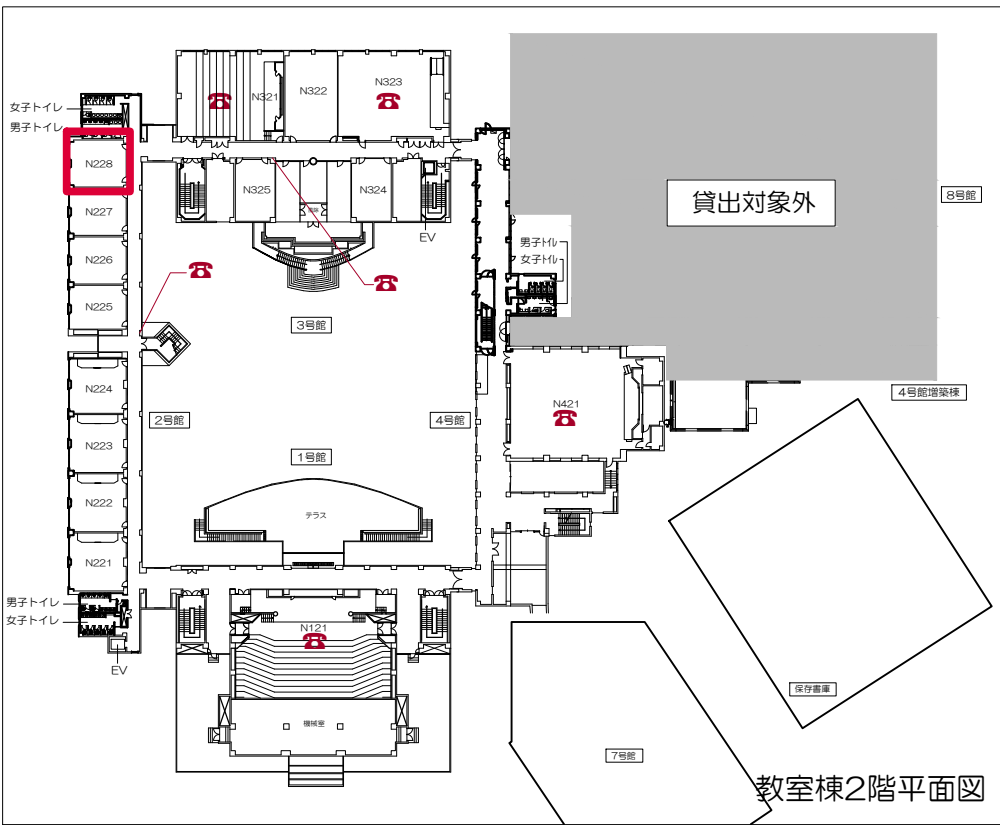 N321
N322
N323
女子トイレ
男子トイレ
N228
N325
N324
貸出対象外
8号館
N227
EV
男子トイレ
女子トイレ
N226
N225
3号館
N224
4号館増築棟
N421
2号館
4号館
N223
1号館
N222
テラス
N221
男子トイレ
女子トイレ
N121
EV
保存書庫
機械室
7号館
教室棟2階平面図